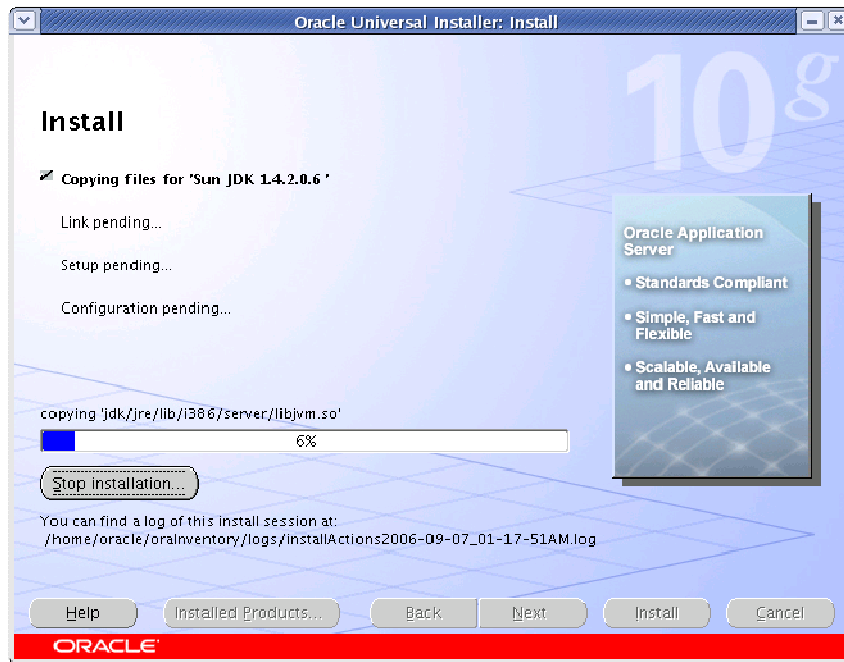 Oracle Universal Installer: Install
10g
Install
Copying files for 'Sun JDK 1.4.2.0.6 '
Link pending...
Setup pending...
Configuration pending...
Oracle Application
Server
• Standards Compliant
• Simple, Fast and
Flexible
• Scalable, Available
and Reliable
copying 'jdk/jre/lib/i386/server/libjvm.so'
6%
Stop installation...
You can find a log of this install session at:
/home/oracle/oraInventory/logs/installActions2006-09-07_01-17-51AM.log
Help Installed Products... Back Next Install Cancel
ORACLE